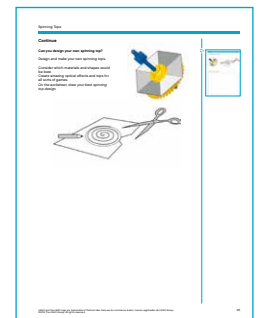 Spinning Tops
Continue
Can you design your own spinning top?
Design and make your own spinning tops.
Consider which materials and shapes would
be best.
Create amazing optical effects and tops for
all sorts of games.
On the worksheet draw your best spinning
top design.